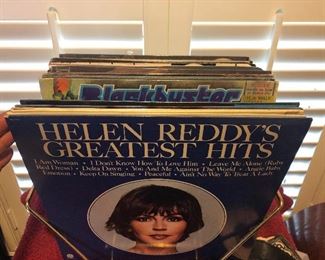 Blockbuster
HELEN REDDY'S
GREATEST HITS
I Am Woman • I Don't Know How To Love Him • Leave Me Alone (Ruby
Red Dress) • Delta Dawn • You And Me Against The World • Angie Baby
Emotion • Keep On Singing • Peaceful • Ain't No Way To Treat A Lady